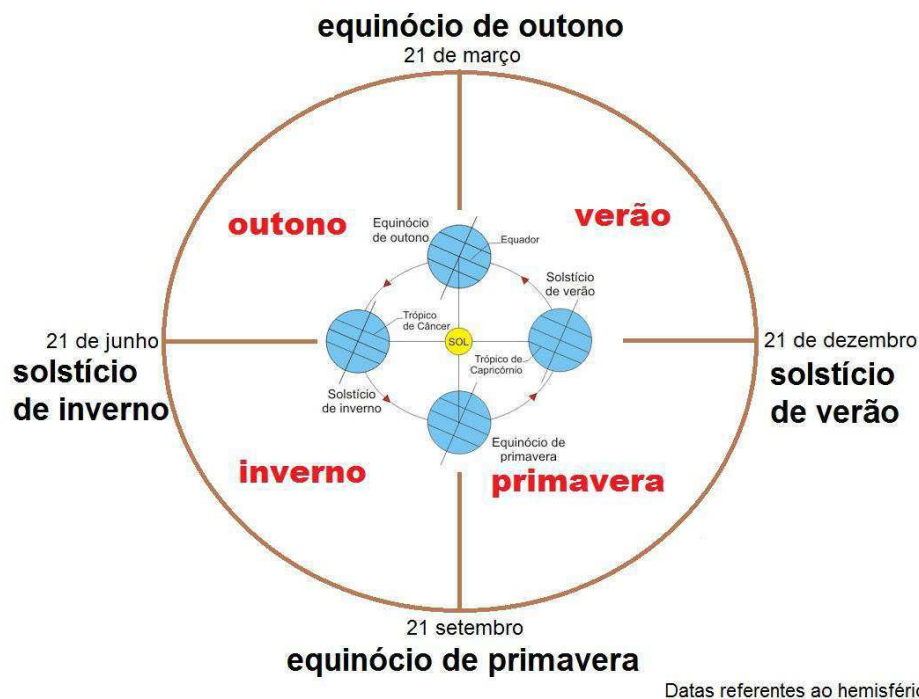 equinócio de outono
21 de março
outono
verão
Equinócio
de outono
Equador
Solstício
de verão
Trópico
de Câncer
SOL
Trópico de
Capricórnio
21 de junho
solstício
de inverno
21 de dezembro
solstício
de verão
Solstício
de inverno
Equinócio de
primavera
inverno
primavera
21 setembro
equinócio de primavera
Datas referentes ao